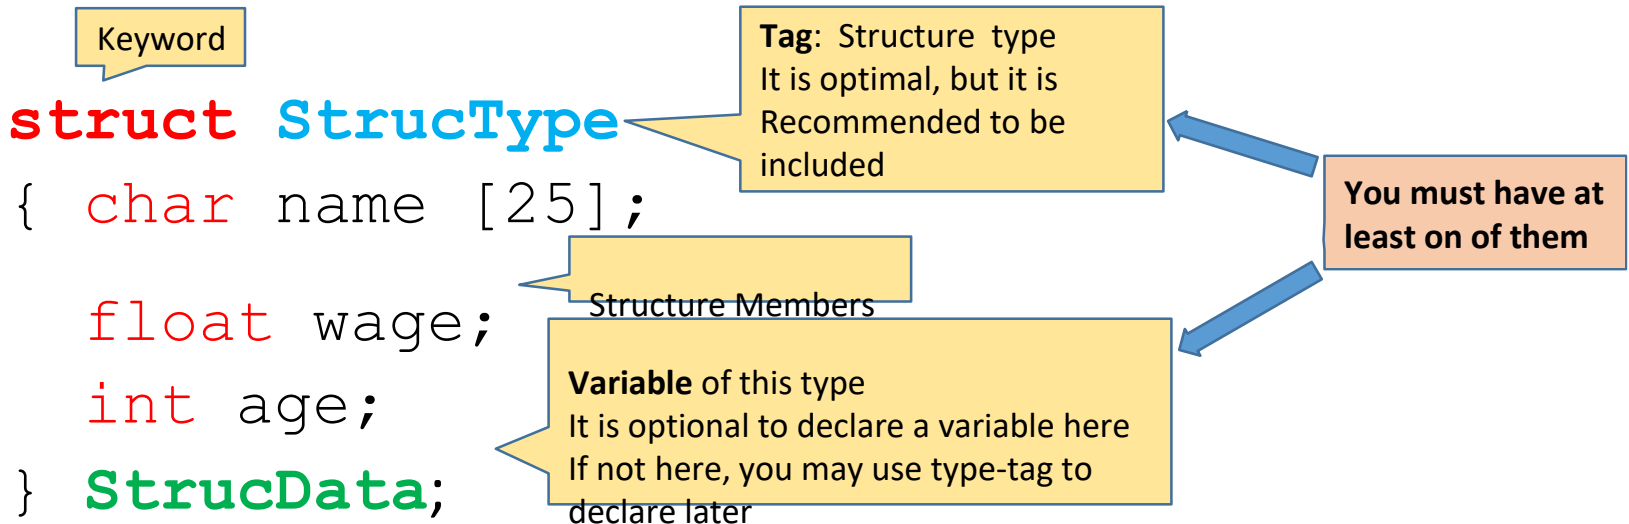 Keyword
Tag: Structure type
It is optimal, but it is
Recommended to be
included
struct StrucType
{ char name [25];
You must have at
least on of them
Structure Members
float wage;
Variable of this type
It is optional to declare a variable here
If not here, you may use type-tag to
declare later
int age;
} StrucData;